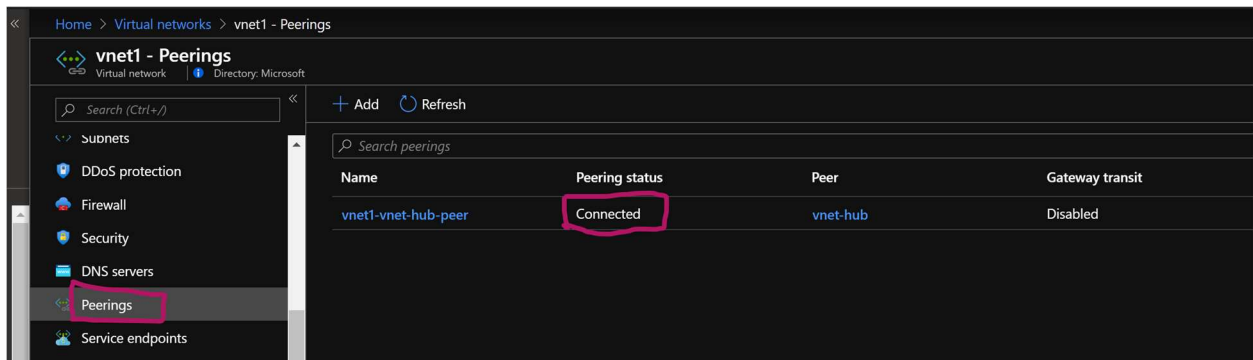 Home > Virtual networks > vnet1 - Peerings
vnet1 - Peerings
Virtual network Directory: Microsoft
Search (Ctrl+/)
Subnets
DDoS protection
Firewall
Security
DNS servers
Peerings
Service endpoints
Add Refresh
Search peerings
Name Peering status Peer Gateway transit
vnet1-vnet-hub-peer Connected vnet-hub Disabled